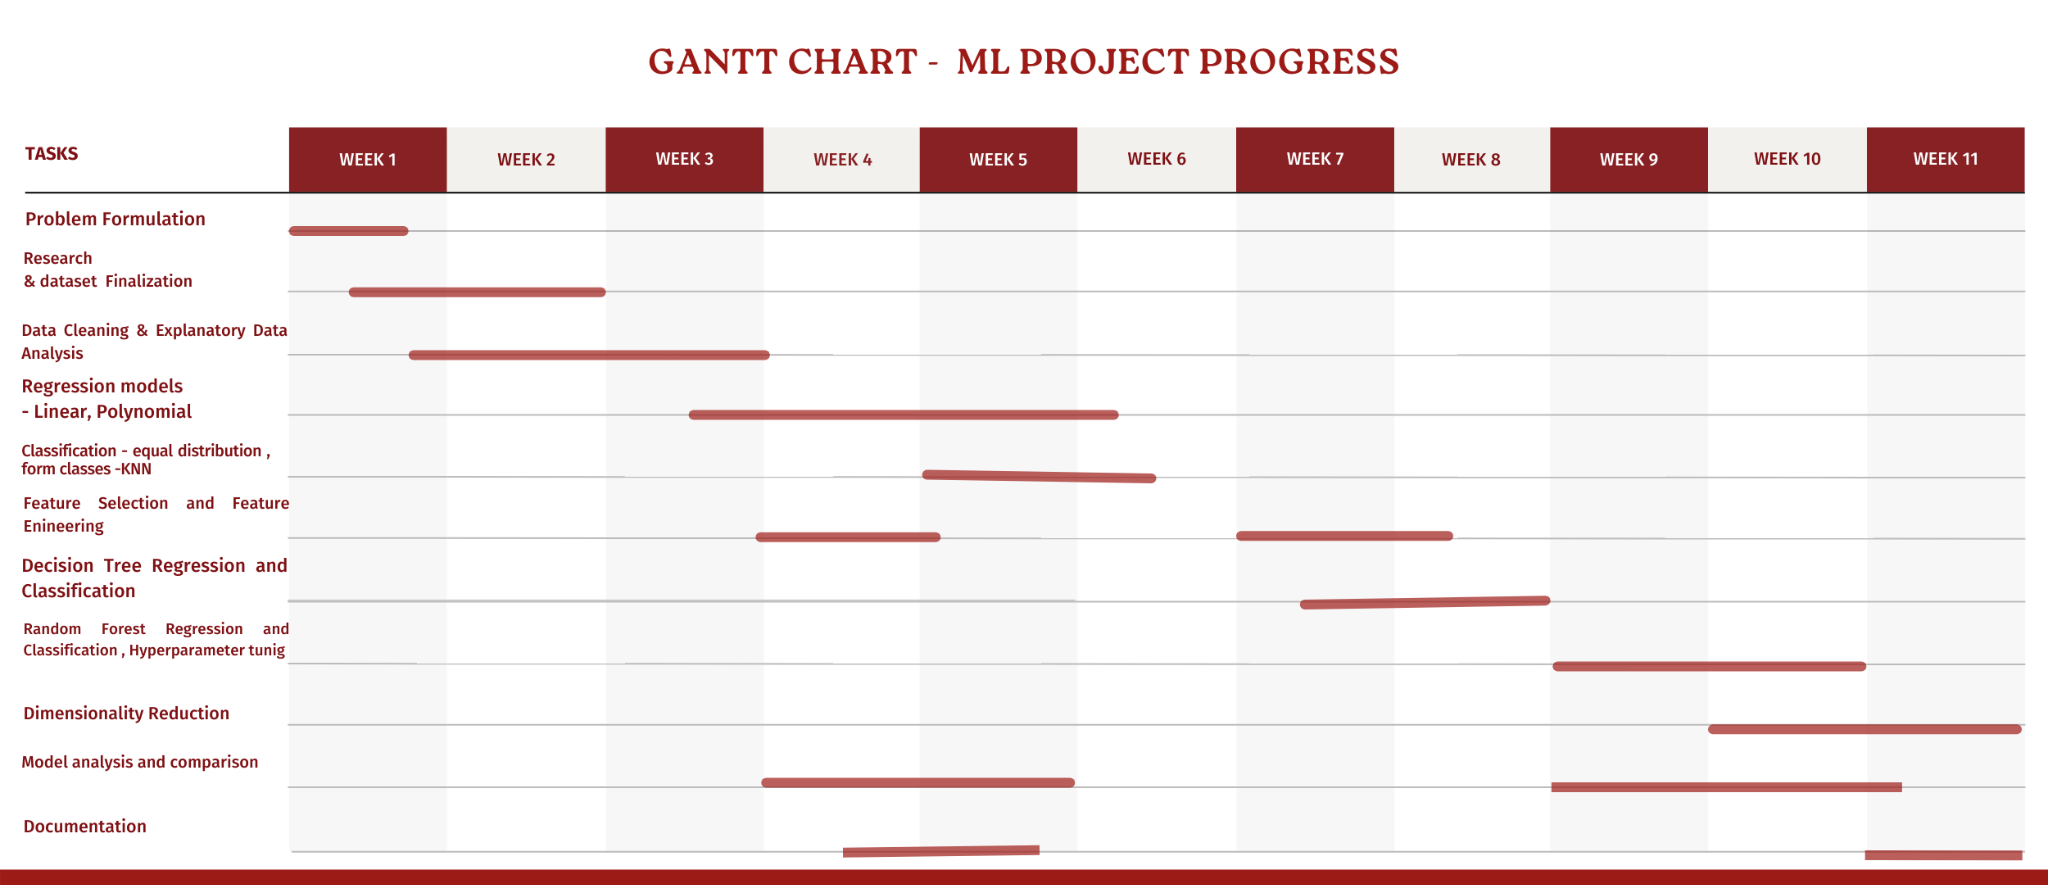 GANTT CHART - ML PROJECT PROGRESS
TASKS
WEEK 1
WEEK 2
WEEK 3
WEEK 4
WEEK 5
WEEK 6
WEEK 7
WEEK 8
WEEK 9
WEEK 10
WEEK 11
Problem Formulation
Research
& dataset Finalization
Data Cleaning & Explanatory Data
Analysis
Regression models
- Linear, Polynomial
Classification - equal distribution ,
form classes -KNN
Feature Selection and Feature
Enineering
Decision Tree Regression and
Classification
Random Forest Regression and
Classification , Hyperparameter tunig
Dimensionality Reduction
Model analysis and comparison
Documentation